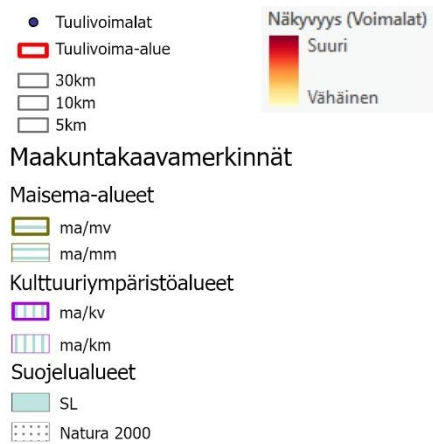 Tuulivoimalat
Tuulivoima-alue
30km
10km
5km
Näkyvyys (Voimalat)
Suuri
Vähäinen
Maakuntakaavamerkinnät
Maisema-alueet
ma/mv
ma/mm
Kulttuuriympäristöalueet
ma/kv
ma/km
Suojelualueet
SL
Natura 2000